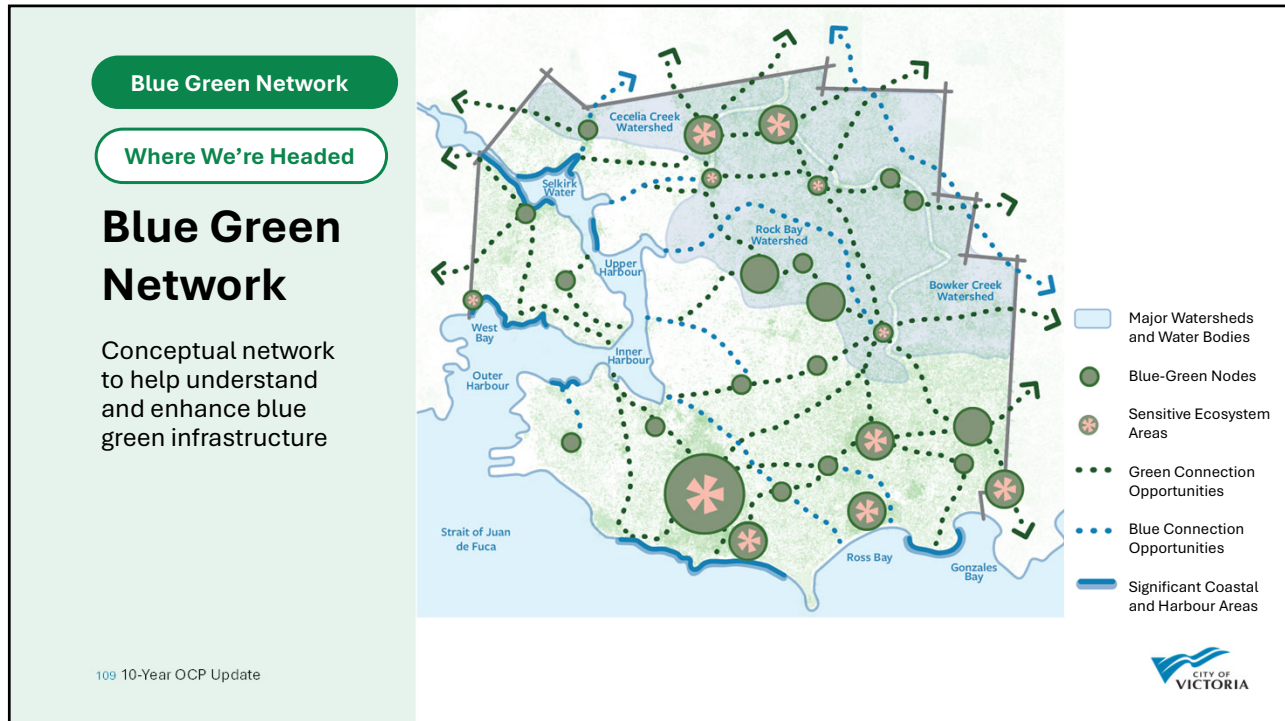 Blue Green Network
Where We're Headed
Blue Green
Network
Conceptual network
to help understand
and enhance blue
green infrastructure
109 10-Year OCP Update
Cecelia Creek
Watershed
Selkirk
Water
Rock Bay
Watershed
Upper
Harbour
Bowker Creek
Watershed
West
Bay
Inner
Harbour
Outer
Harbour
Strait of Juan
de Fuca
Ross Bay
Gonzales
Bay
Major Watersheds
and Water Bodies
Blue-Green Nodes
Sensitive Ecosystem
Areas
Green Connection
Opportunities
Blue Connection
Opportunities
Significant Coastal
and Harbour Areas
CITY OF
VICTORIA